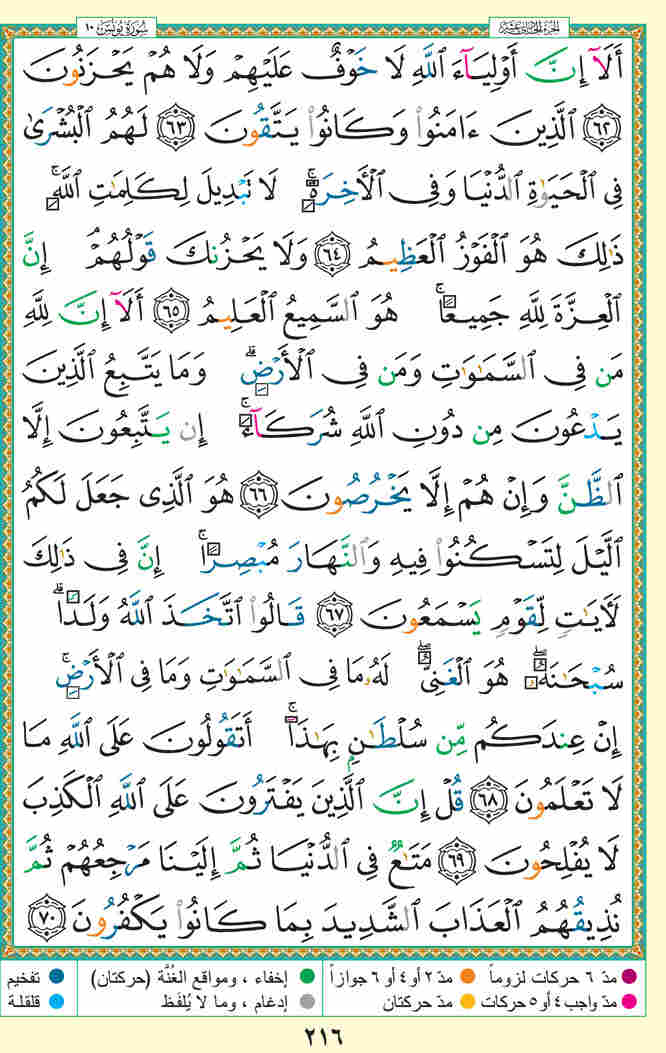 سُورَةُ يُونُسَ ١٠ الجزء الحادي عشر
أَلَآ إِنَّ أَوْلِيَآءَ ٱللَّهِ لَا خَوْفٌ عَلَيْهِمْ وَلَا هُمْ يَحْزَنُونَ
٦٢ ٱلَّذِينَ ءَامَنُوا۟ وَكَانُوا۟ يَتَّقُونَ ٦٣ لَهُمُ ٱلْبُشْرَىٰ
فِى ٱلْحَيَوٰةِ ٱلدُّنْيَا وَفِى ٱلْأَخِرَةِ ۚ لَا تَبْدِيلَ لِكَلِمَٰتِ ٱللَّهِ ۚ
ذَٰلِكَ هُوَ ٱلْفَوْزُ ٱلْعَظِيمُ ٦٤ وَلَا يَحْزُنكَ قَوْلُهُمْ ۘ إِنَّ
ٱلْعِزَّةَ لِلَّهِ جَمِيعًا ۚ هُوَ ٱلسَّمِيعُ ٱلْعَلِيمُ ٦٥ أَلَآ إِنَّ لِلَّهِ
مَن فِى ٱلسَّمَٰوَٰتِ وَمَن فِى ٱلْأَرْضِ ۗ وَمَا يَتَّبِعُ ٱلَّذِينَ
يَدْعُونَ مِن دُونِ ٱللَّهِ شُرَكَآءَ ۚ إِن يَتَّبِعُونَ إِلَّا
ٱلظَّنَّ وَإِنْ هُمْ إِلَّا يَخْرُصُونَ ٦٦ هُوَ ٱلَّذِى جَعَلَ لَكُمُ
ٱلَّيْلَ لِتَسْكُنُوا۟ فِيهِ وَٱلنَّهَارَ مُبْصِرًا ۚ إِنَّ فِى ذَٰلِكَ
لَأَيَٰتٍ لِّقَوْمٍ يَسْمَعُونَ ٦٧ قَالُوا۟ ٱتَّخَذَ ٱللَّهُ وَلَدًا ۗ
سُبْحَٰنَهُۥ ۖ هُوَ ٱلْغَنِىُّ ۖ لَهُۥ مَا فِى ٱلسَّمَٰوَٰتِ وَمَا فِى ٱلْأَرْضِ ۚ
إِنْ عِندَكُم مِّن سُلْطَٰنٍۭ بِهَٰذَآ ۚ أَتَقُولُونَ عَلَى ٱللَّهِ مَا
لَا تَعْلَمُونَ ٦٨ قُلْ إِنَّ ٱلَّذِينَ يَفْتَرُونَ عَلَى ٱللَّهِ ٱلْكَذِبَ
لَا يُفْلِحُونَ ٦٩ مَتَٰعٌ فِى ٱلدُّنْيَا ثُمَّ إِلَيْنَا مَرْجِعُهُمْ ثُمَّ
نُذِيقُهُمُ ٱلْعَذَابَ ٱلشَّدِيدَ بِمَا كَانُوا۟ يَكْفُرُونَ ٧٠
مدّ ٦ حركات لزوماً مدّ ٢ أو ٤ أو ٦ جوازاً إخفاء ، ومواقع الغُنَّة (حركتان) تفخيم
مدّ واجب ٤ أو ٥ حركات مدّ حركتان إدغام ، وما لا يُلفَظ قلقلة
٢١٦